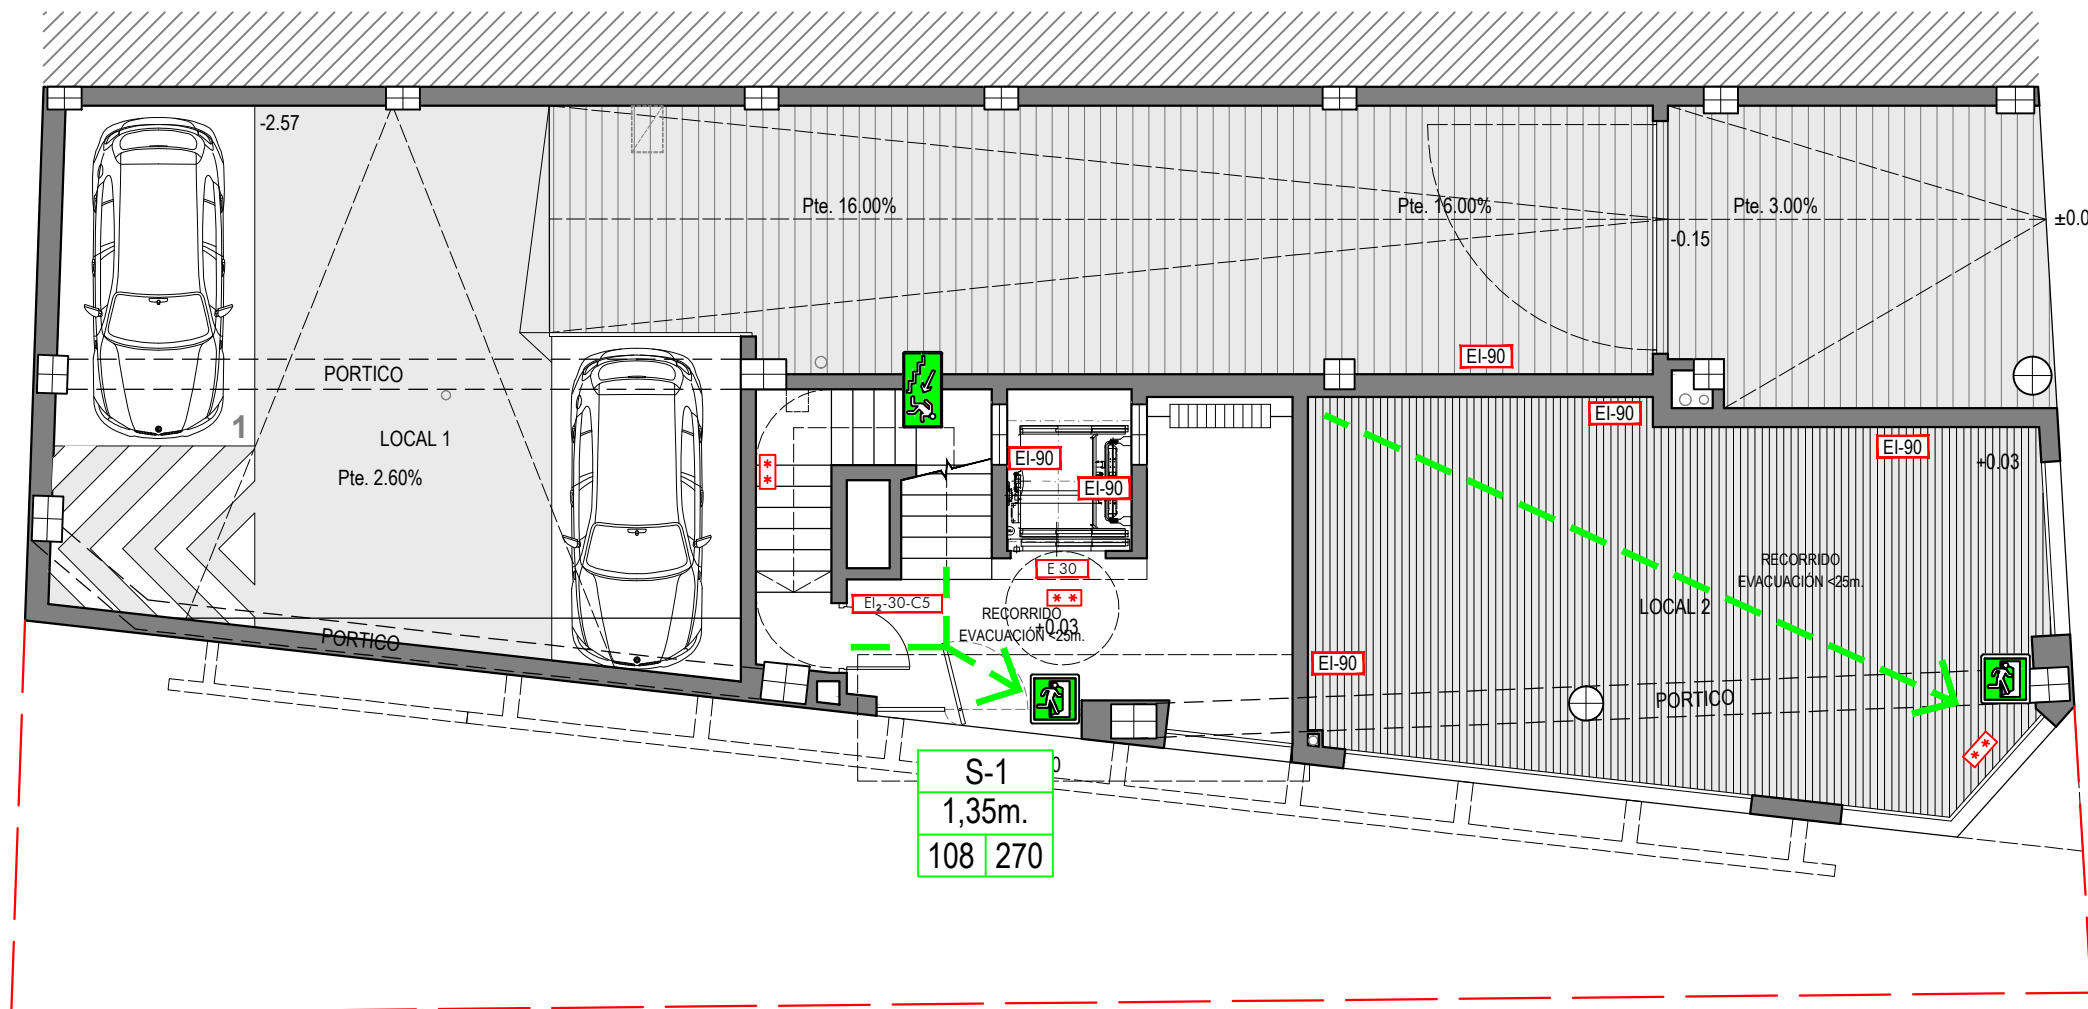 -2.57
Pte. 16.00%
Pte. 16.00%
Pte. 3.00%
±0.0
-0.15
EI-90
PORTICO
1
LOCAL 1
Pte. 2.60%
EI-90
EI-90
+0.03
EI-90
EI-90
* *
E 30
* *
EI₂-30-C5
RECORRIDO
EVACUACIÓN <25m.
+0.03
RECORRIDO
EVACUACIÓN <25m.
LOCAL 2
PORTICO
EI-90
PORTICO
* *
S-1
0
1,35m.
108 270